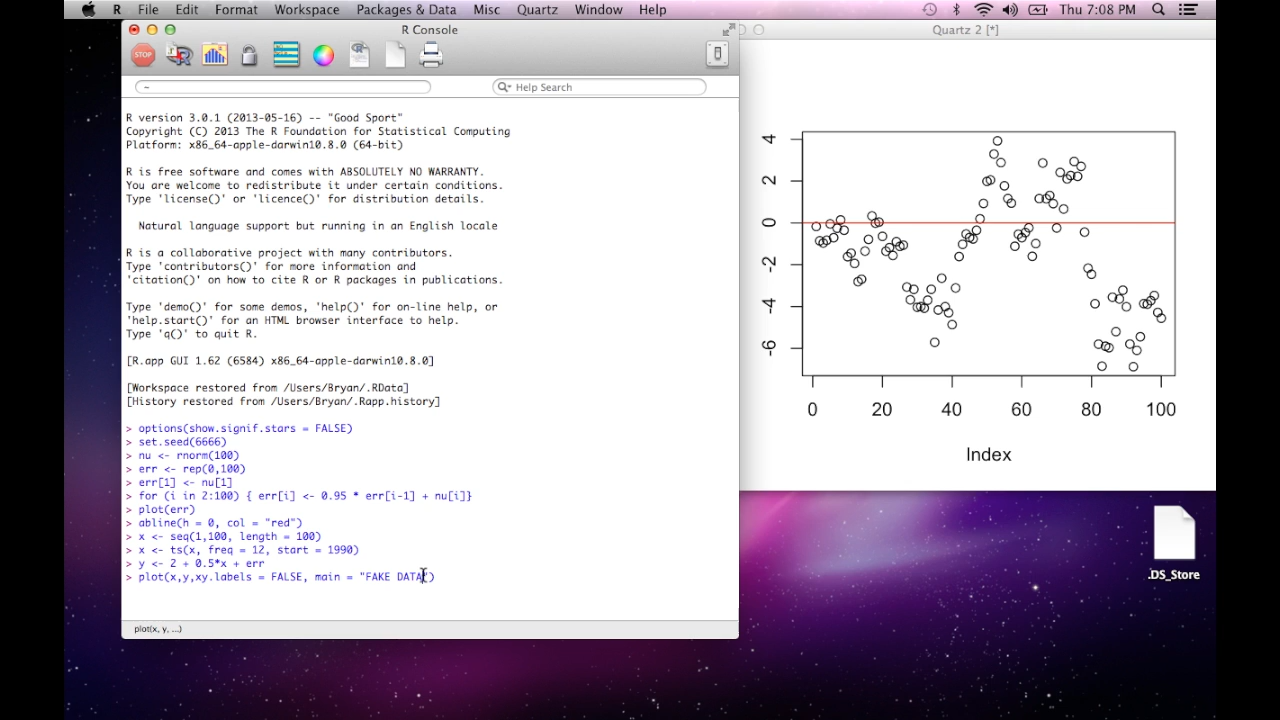 R File Edit Format Workspace Packages & Data Misc Quartz Window Help Thu 7:08 PM
R Console
Quartz 2 [*]
STOP
~
Help Search
R version 3.0.1 (2013-05-16) -- "Good Sport"
Copyright (C) 2013 The R Foundation for Statistical Computing
Platform: x86_64-apple-darwin10.8.0 (64-bit)
R is free software and comes with ABSOLUTELY NO WARRANTY.
You are welcome to redistribute it under certain conditions.
Type 'license()' or 'licence()' for distribution details.
Natural language support but running in an English locale
R is a collaborative project with many contributors.
Type 'contributors()' for more information and
'citation()' on how to cite R or R packages in publications.
Type 'demo()' for some demos, 'help()' for on-line help, or
'help.start()' for an HTML browser interface to help.
Type 'q()' to quit R.
[R.app GUI 1.62 (6584) x86_64-apple-darwin10.8.0]
[Workspace restored from /Users/Bryan/.RData]
[History restored from /Users/Bryan/.Rapp.history]
> options(show.signif.stars = FALSE)
> set.seed(6666)
> nu <- rnorm(100)
> err <- rep(0,100)
> err[1] <- nu[1]
> for (i in 2:100) { err[i] <- 0.95 * err[i-1] + nu[i]}
> plot(err)
> abline(h = 0, col = "red")
> x <- seq(1,100, length = 100)
> x <- ts(x, freq = 12, start = 1990)
> y <- 2 + 0.5*x + err
> plot(x,y,xy.labels = FALSE, main = "FAKE DATA")
plot(x, y, ...)
4
2
0
-2
-4
-6
0 20 40 60 80 100
Index
.DS_Store